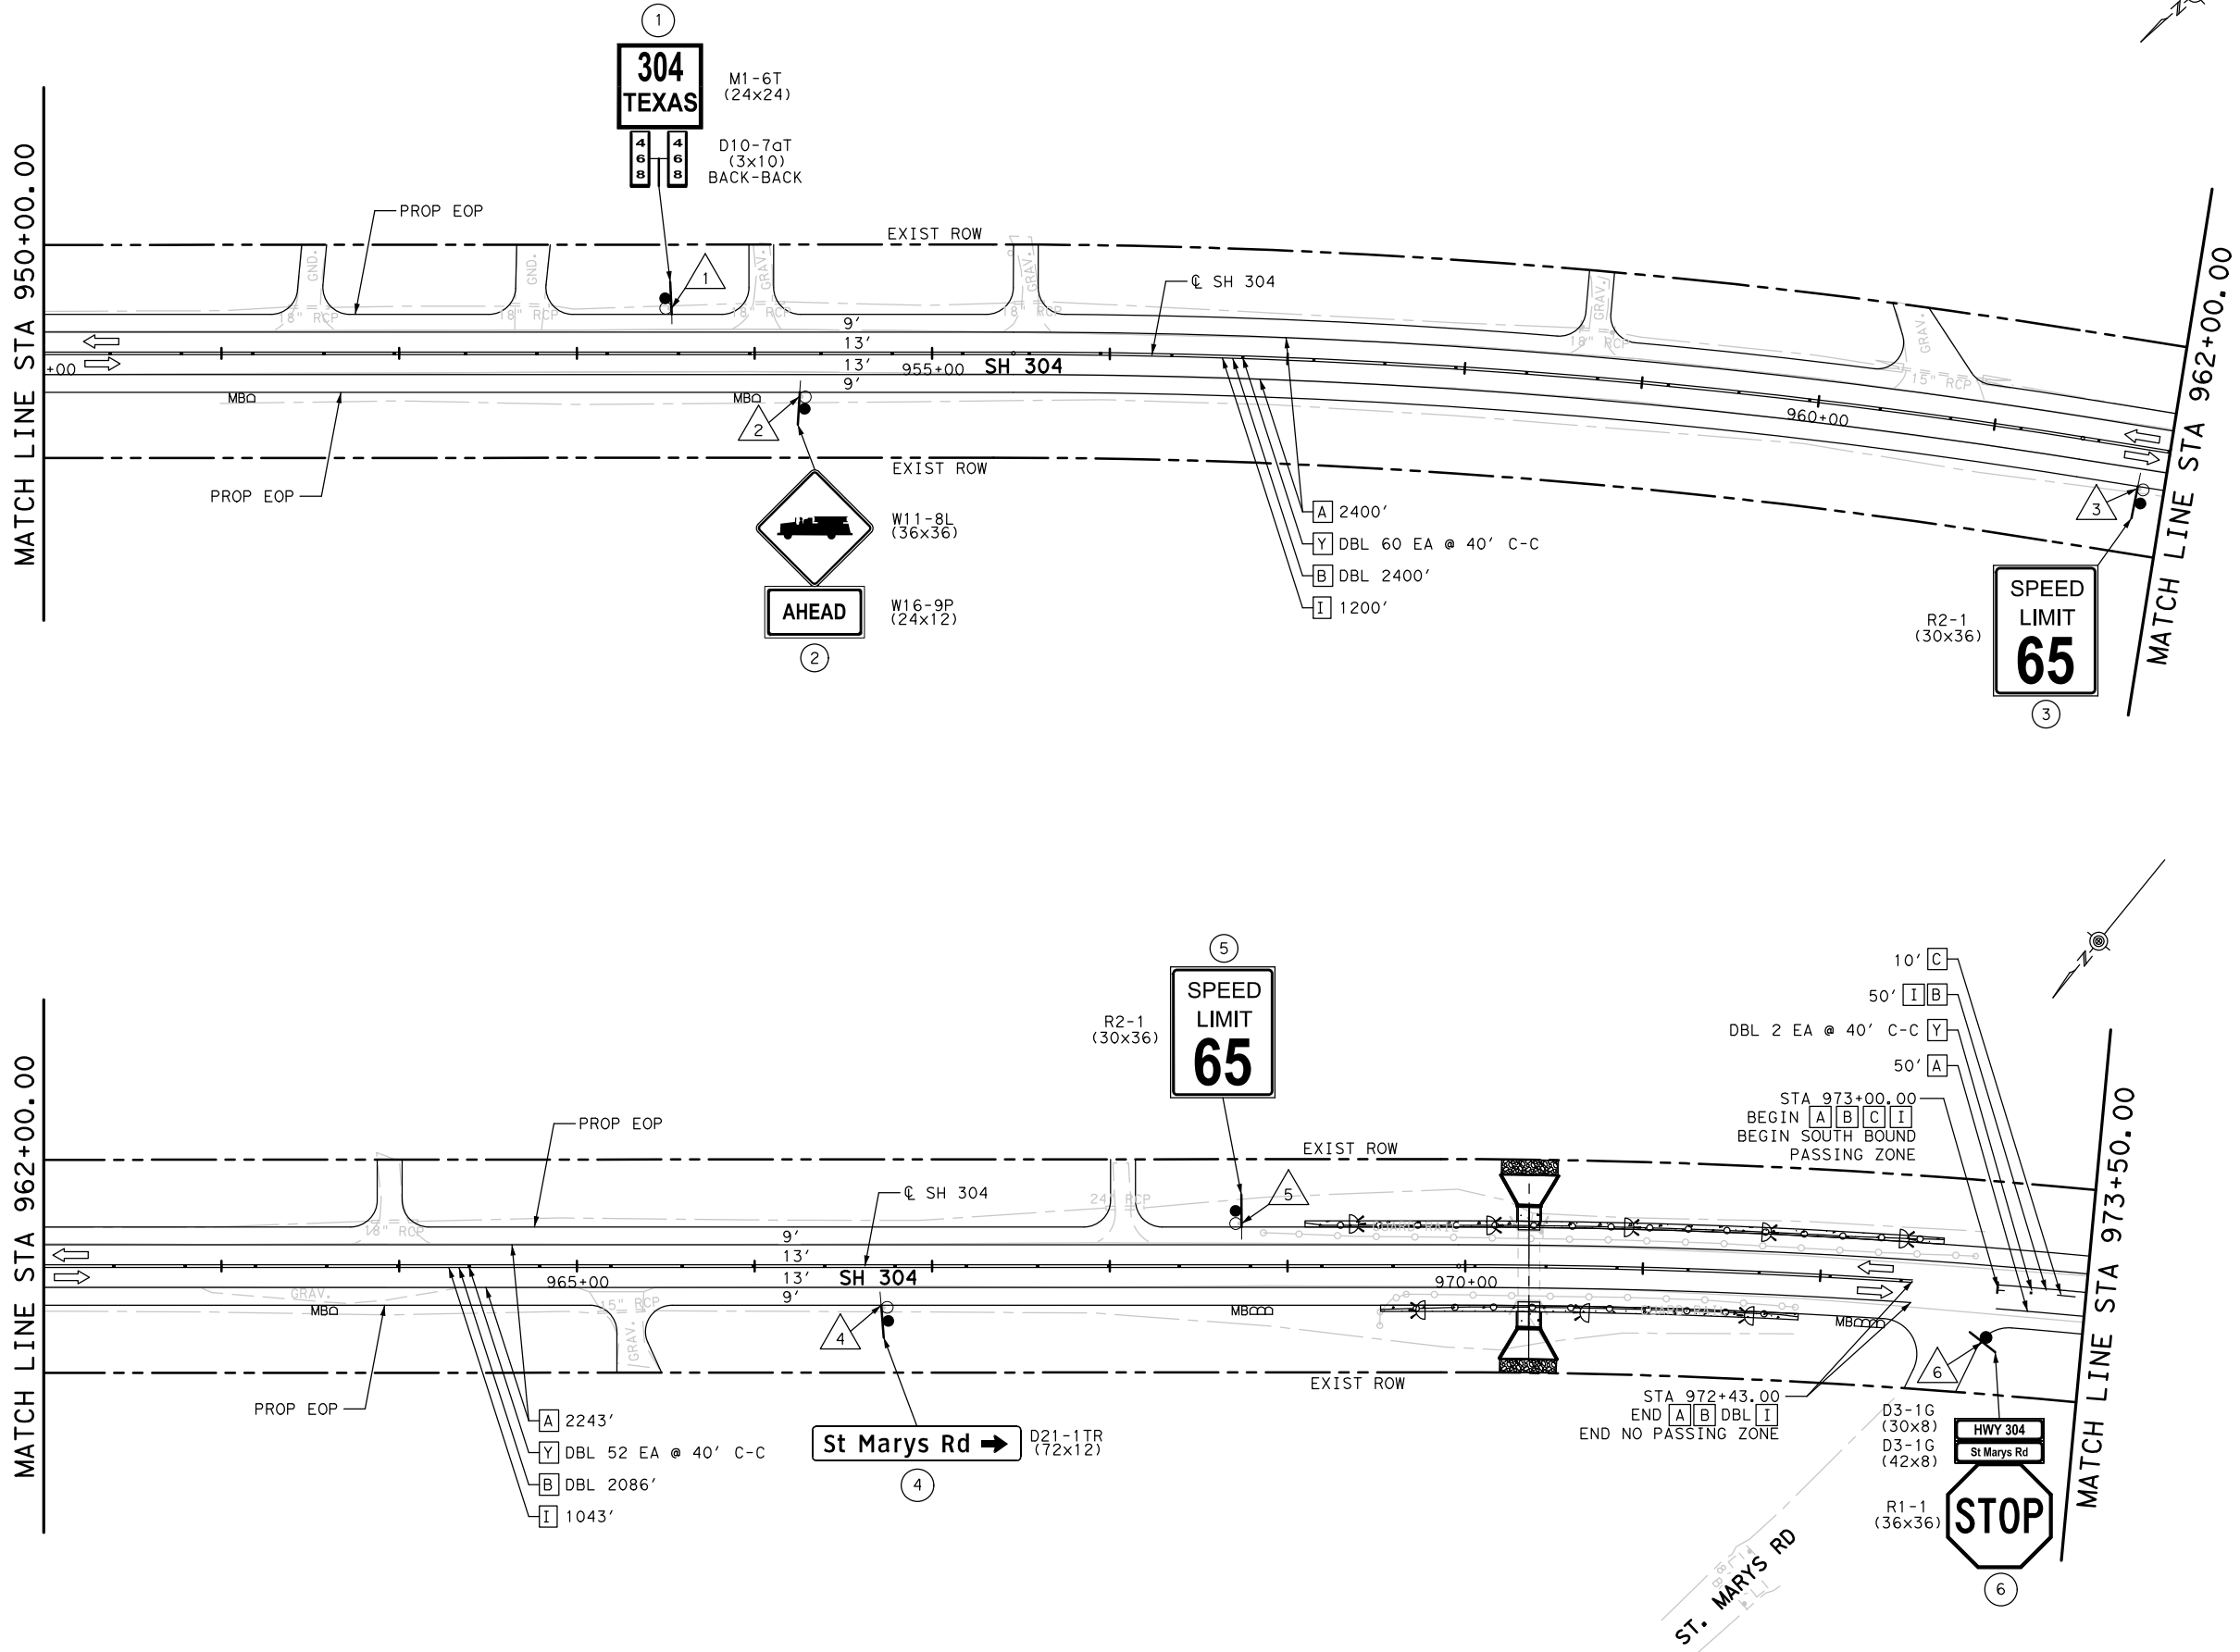 1
304
TEXAS
M1-6T
(24x24)
4 6 8
4 6 8
D10-7aT
(3x10)
BACK-BACK
N
MATCH LINE STA 950+00.00
PROP EOP
EXIST ROW
GND.
18" RCP
GND.
18" RCP
1
GRAV.
18" RCP
GRAV.
18" RCP
℄ SH 304
GRAV.
18" RCP
GRAV.
15" RCP
9'
13'
13'
9'
+00
955+00
SH 304
960+00
MB
MB
2
PROP EOP
EXIST ROW
W11-8L
(36x36)
AHEAD
W16-9P
(24x12)
2
A 2400'
Y DBL 60 EA @ 40' C-C
B DBL 2400'
I 1200'
3
R2-1
(30x36)
SPEED
LIMIT
65
3
MATCH LINE STA 962+00.00
MATCH LINE STA 962+00.00
N
5
SPEED
LIMIT
65
R2-1
(30x36)
PROP EOP
EXIST ROW
℄ SH 304
18" RCP
24" RCP
5
GUARD RAIL
9'
13'
13'
9'
965+00
SH 304
970+00
GRAV.
MB
15" RCP
GRAV.
MB
GUARD RAIL
MB
4
PROP EOP
EXIST ROW
A 2243'
Y DBL 52 EA @ 40' C-C
B DBL 2086'
I 1043'
St Marys Rd
D21-1TR
(72x12)
4
10' C
50' I B
DBL 2 EA @ 40' C-C Y
50' A
STA 973+00.00
BEGIN A B C I
BEGIN SOUTH BOUND
PASSING ZONE
STA 972+43.00
END A B DBL I
END NO PASSING ZONE
6
D3-1G
(30x8)
D3-1G
(42x8)
HWY 304
St Marys Rd
R1-1
(36x36)
STOP
6
ST. MARYS RD
MATCH LINE STA 973+50.00